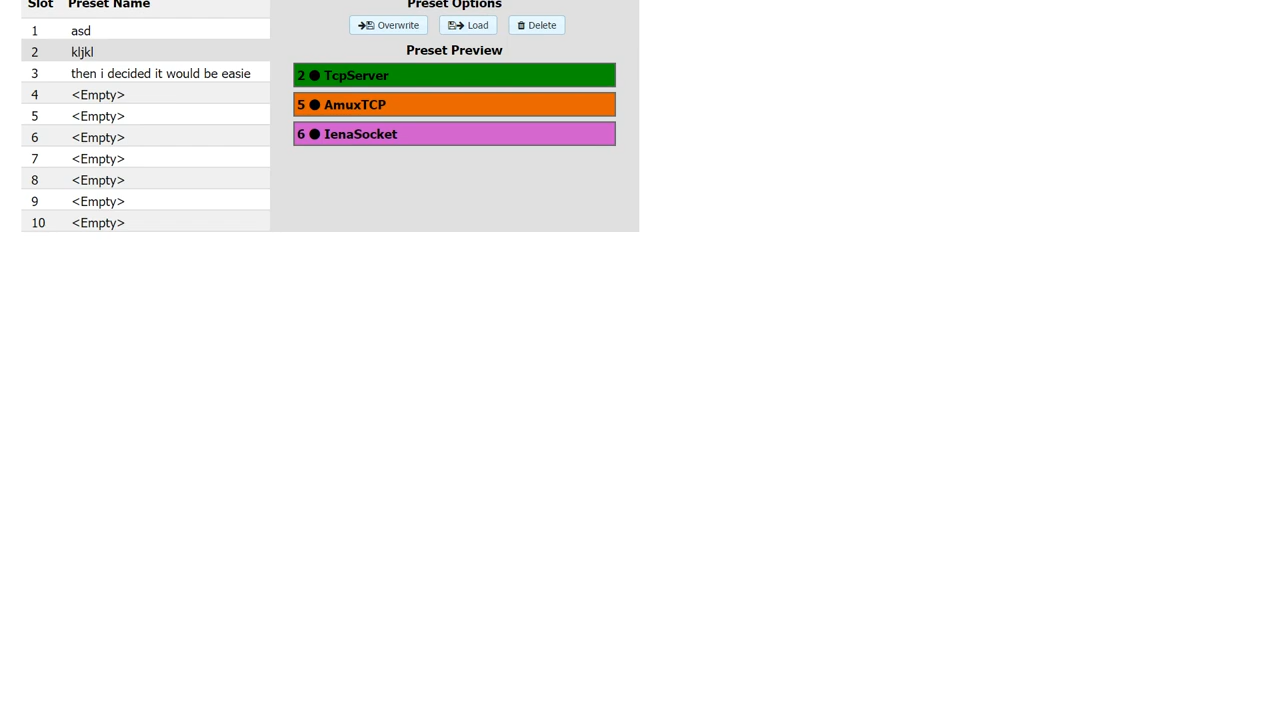 Slot Preset Name
1 asd
2 kljkl
3 then i decided it would be easie
4 <Empty>
5 <Empty>
6 <Empty>
7 <Empty>
8 <Empty>
9 <Empty>
10 <Empty>
Preset Options
Overwrite Load Delete
Preset Preview
2 ● TcpServer
5 ● AmuxTCP
6 ● IenaSocket